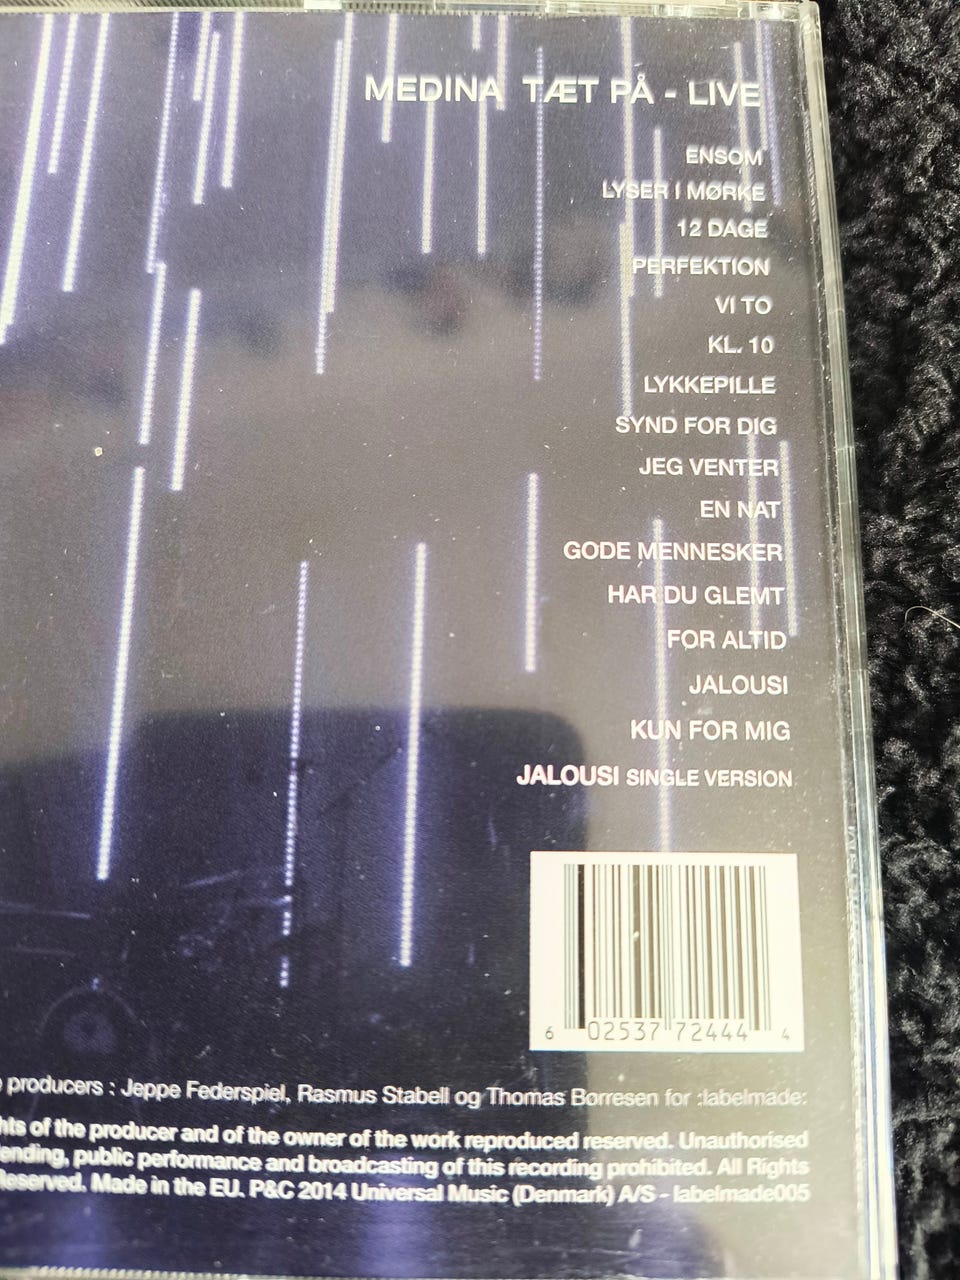 MEDINA TÆT PÅ - LIVE
ENSOM
LYSER I MØRKE
12 DAGE
PERFEKTION
VI TO
KL. 10
LYKKEPILLE
SYND FOR DIG
JEG VENTER
EN NAT
GODE MENNESKER
HAR DU GLEMT
FOR ALTID
JALOUSI
KUN FOR MIG
JALOUSI SINGLE VERSION
6 02537 72444 4
producers : Jeppe Federspiel, Rasmus Stabell og Thomas Børresen for :labelmade:
hts of the producer and of the owner of the work reproduced reserved. Unauthorised
lending, public performance and broadcasting of this recording prohibited. All Rights
Reserved. Made in the EU. P&C 2014 Universal Music (Denmark) A/S - labelmade005